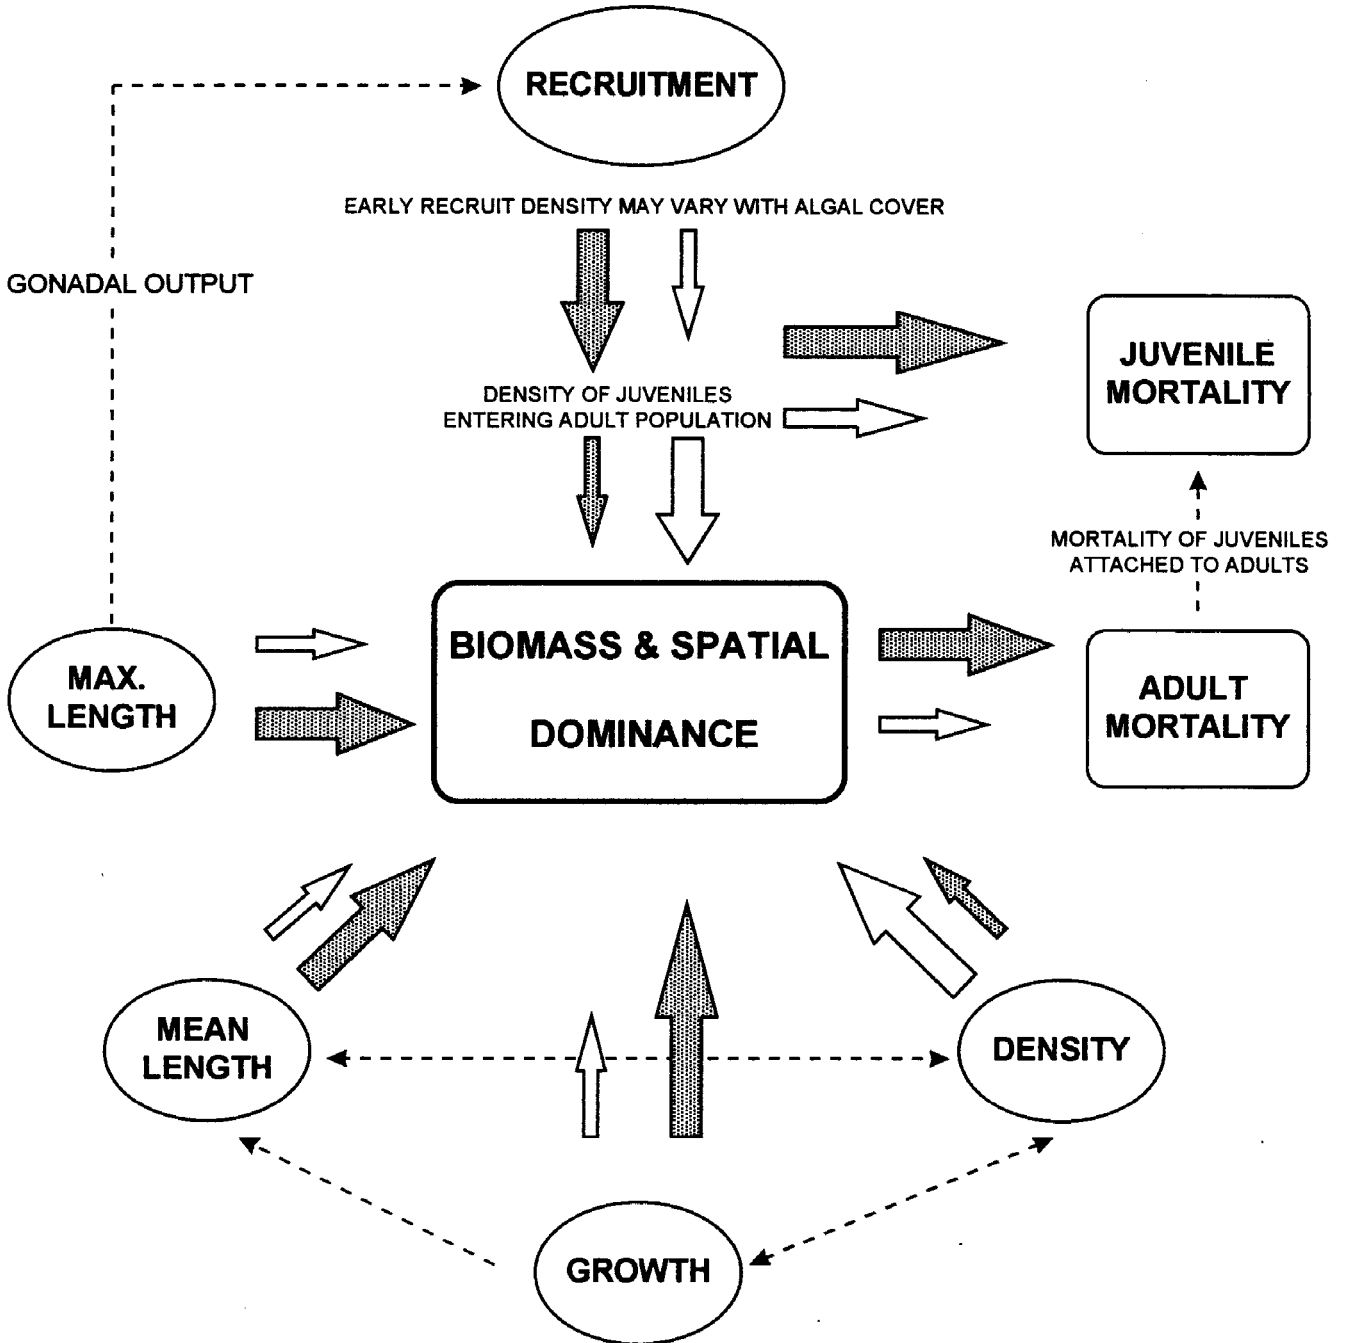 RECRUITMENT
EARLY RECRUIT DENSITY MAY VARY WITH ALGAL COVER
GONADAL OUTPUT
JUVENILE
MORTALITY
DENSITY OF JUVENILES
ENTERING ADULT POPULATION
MORTALITY OF JUVENILES
ATTACHED TO ADULTS
MAX.
LENGTH
BIOMASS & SPATIAL
DOMINANCE
ADULT
MORTALITY
MEAN
LENGTH
DENSITY
GROWTH